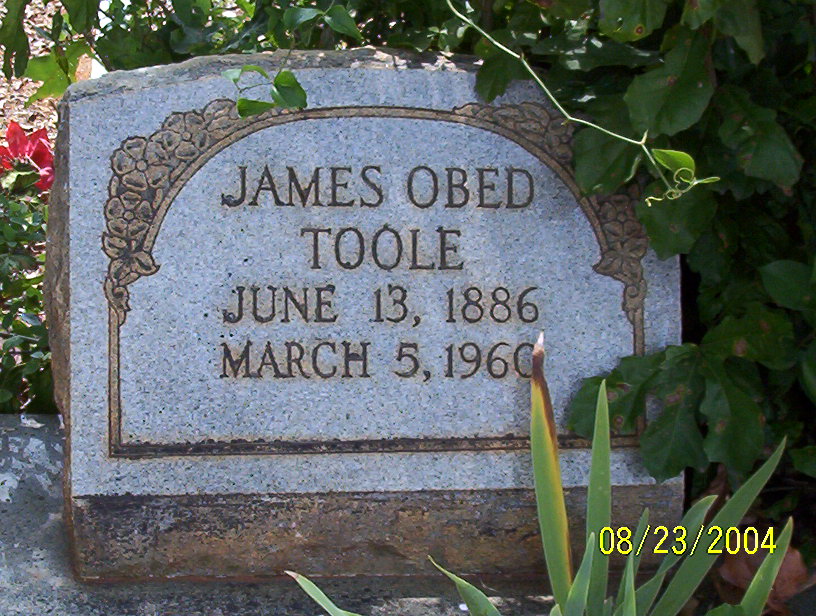 JAMES OBED
TOOLE
JUNE 13, 1886
MARCH 5, 1960
08/23/2004